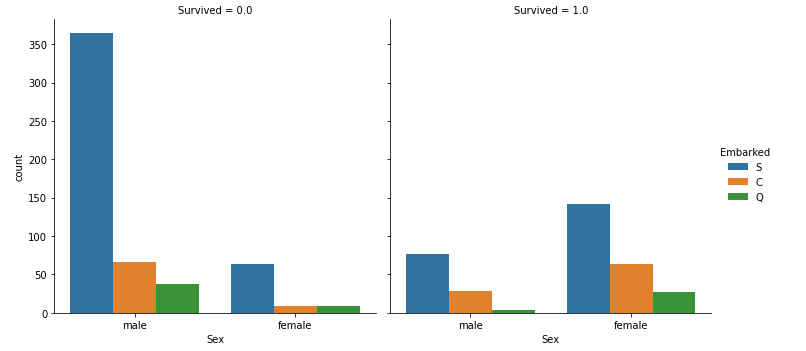 Survived = 0.0
Survived = 1.0
count
350
300
250
200
150
100
50
0
male
female
Sex
male
female
Sex
Embarked
S
C
Q